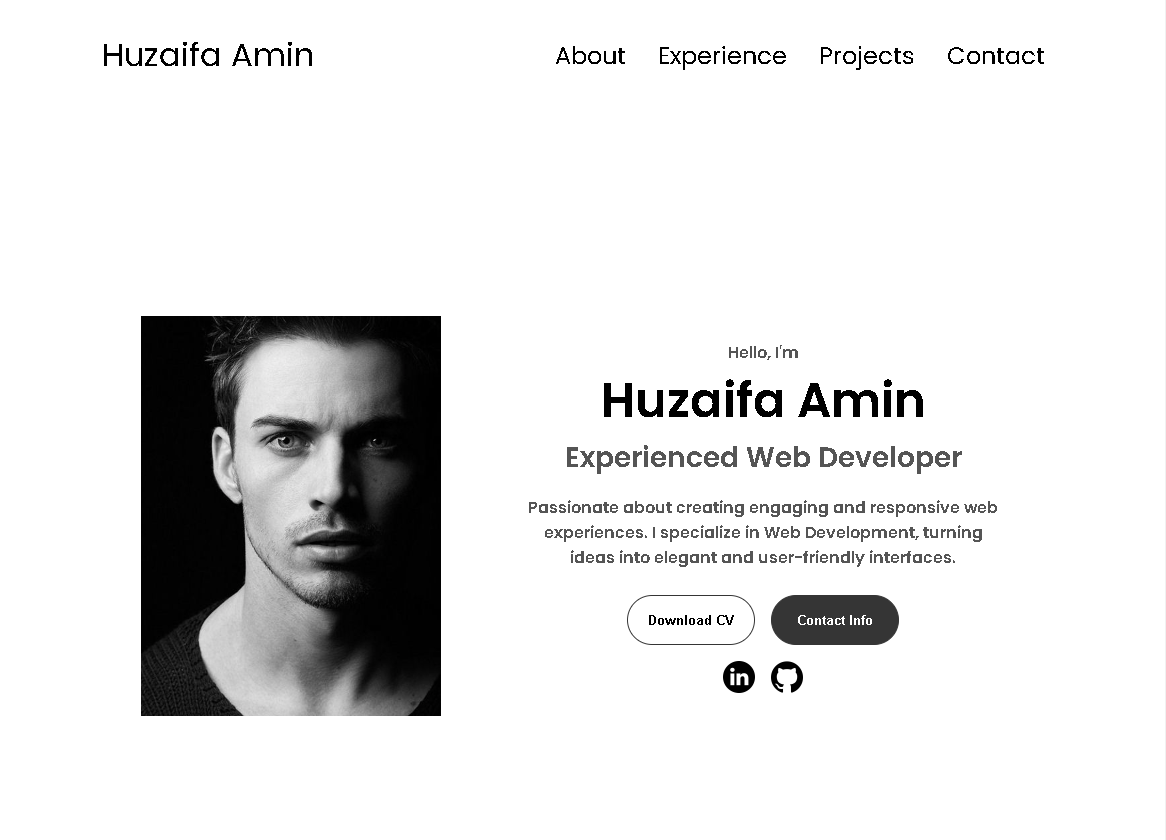 Huzaifa Amin
About Experience Projects Contact
Hello, I'm
Huzaifa Amin
Experienced Web Developer
Passionate about creating engaging and responsive web
experiences. I specialize in Web Development, turning
ideas into elegant and user-friendly interfaces.
Download CV
Contact Info
in